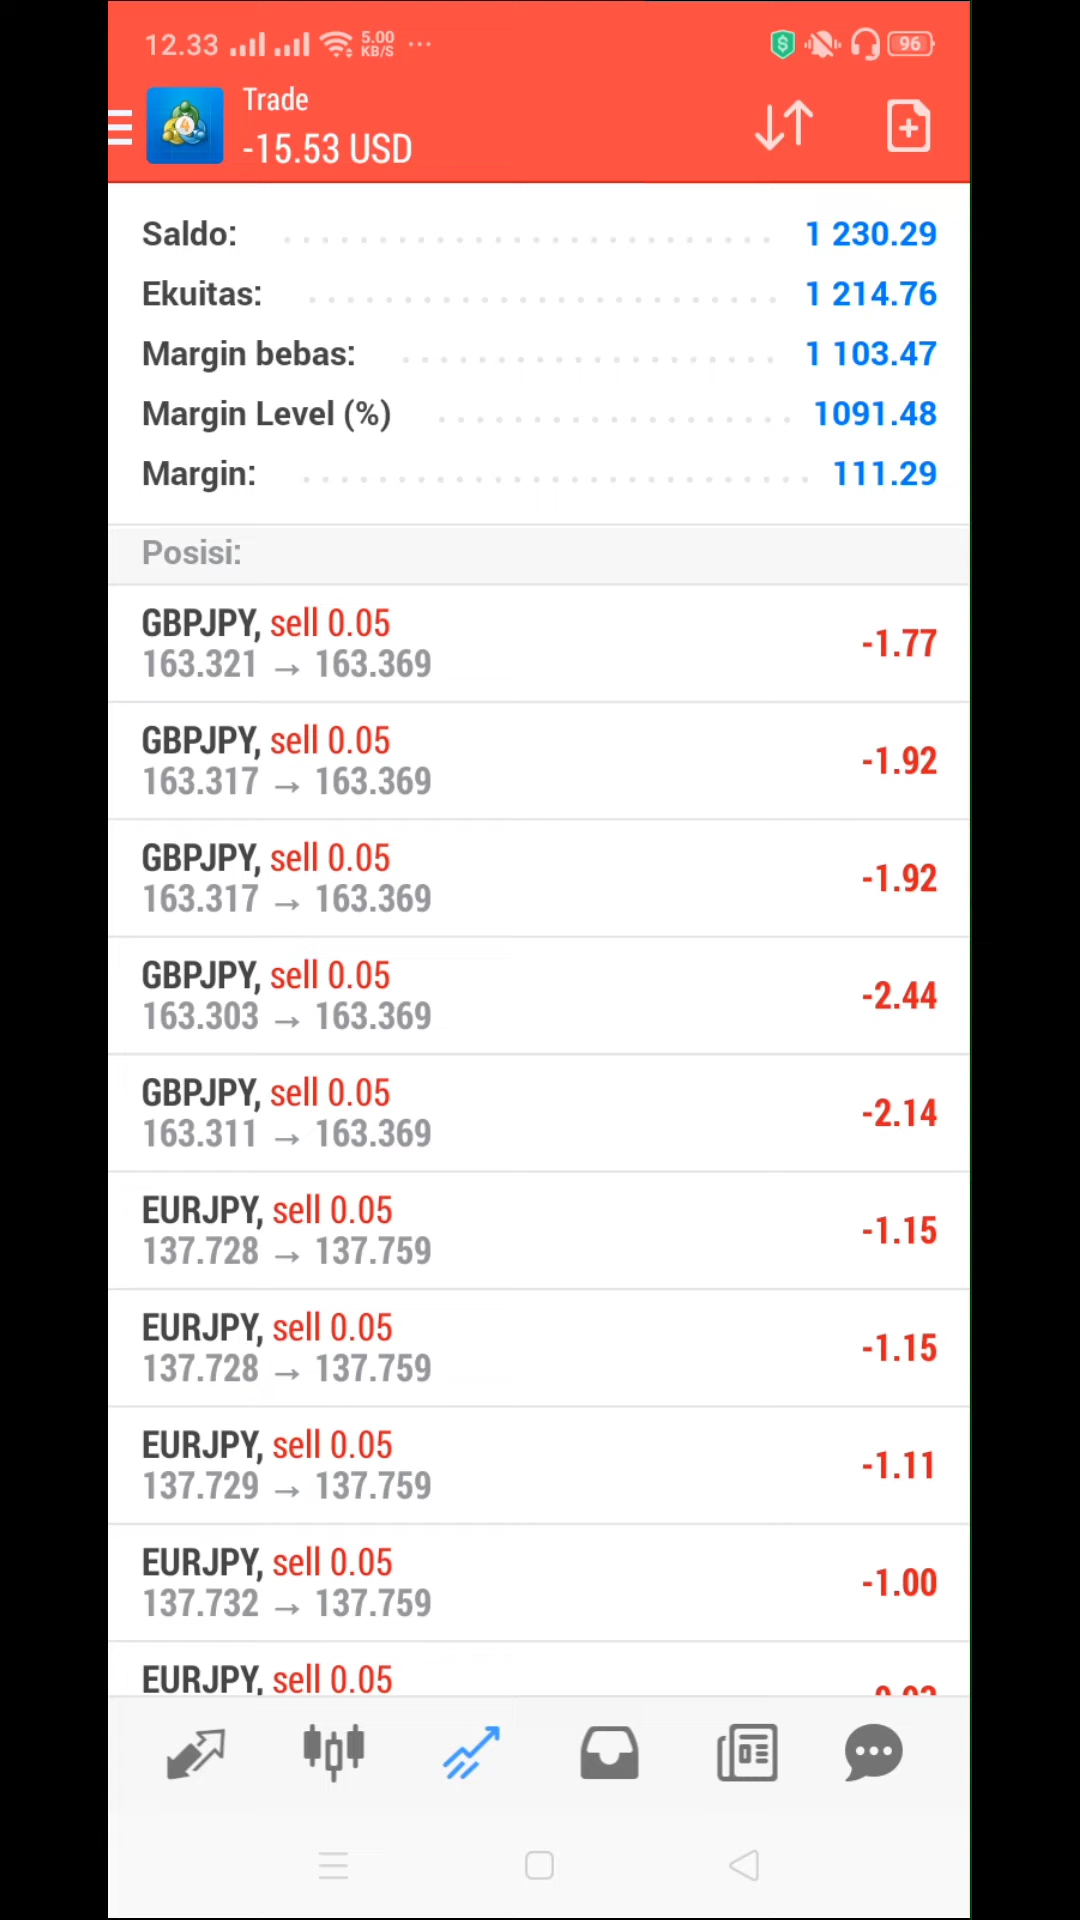 12.33 5.00 KB/S ... 96
Trade
-15.53 USD
Saldo: 1 230.29
Ekuitas: 1 214.76
Margin bebas: 1 103.47
Margin Level (%) 1091.48
Margin: 111.29
Posisi:
GBPJPY, sell 0.05
163.321 → 163.369 -1.77
GBPJPY, sell 0.05
163.317 → 163.369 -1.92
GBPJPY, sell 0.05
163.317 → 163.369 -1.92
GBPJPY, sell 0.05
163.303 → 163.369 -2.44
GBPJPY, sell 0.05
163.311 → 163.369 -2.14
EURJPY, sell 0.05
137.728 → 137.759 -1.15
EURJPY, sell 0.05
137.728 → 137.759 -1.15
EURJPY, sell 0.05
137.729 → 137.759 -1.11
EURJPY, sell 0.05
137.732 → 137.759 -1.00
EURJPY, sell 0.05